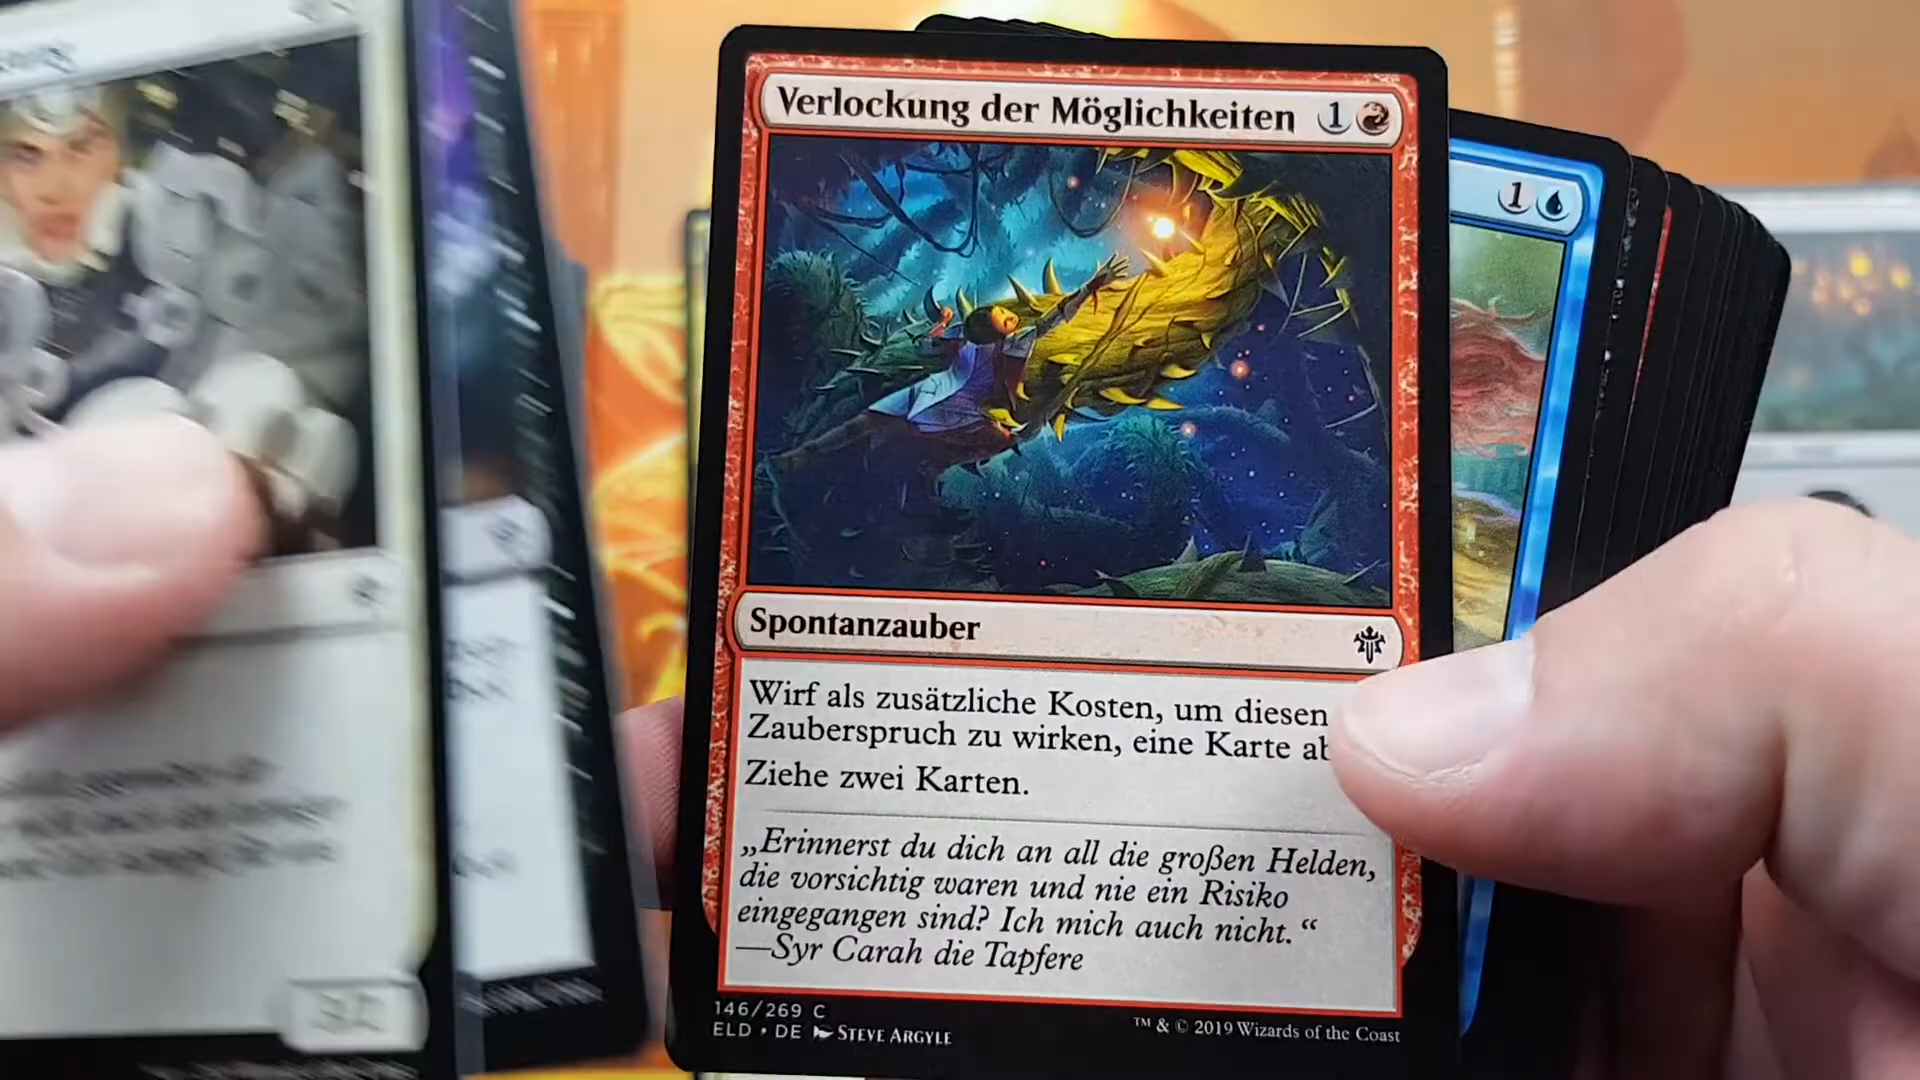 Verlockung der Möglichkeiten 1
1
Spontanzauber
Wirf als zusätzliche Kosten, um diesen
Zauberspruch zu wirken, eine Karte ab
Ziehe zwei Karten.
„Erinnerst du dich an all die großen Helden,
die vorsichtig waren und nie ein Risiko
eingegangen sind? Ich mich auch nicht.“
—Syr Carah die Tapfere
146/269 C
ELD • DE STEVE ARGYLE
™ & © 2019 Wizards of the Coast